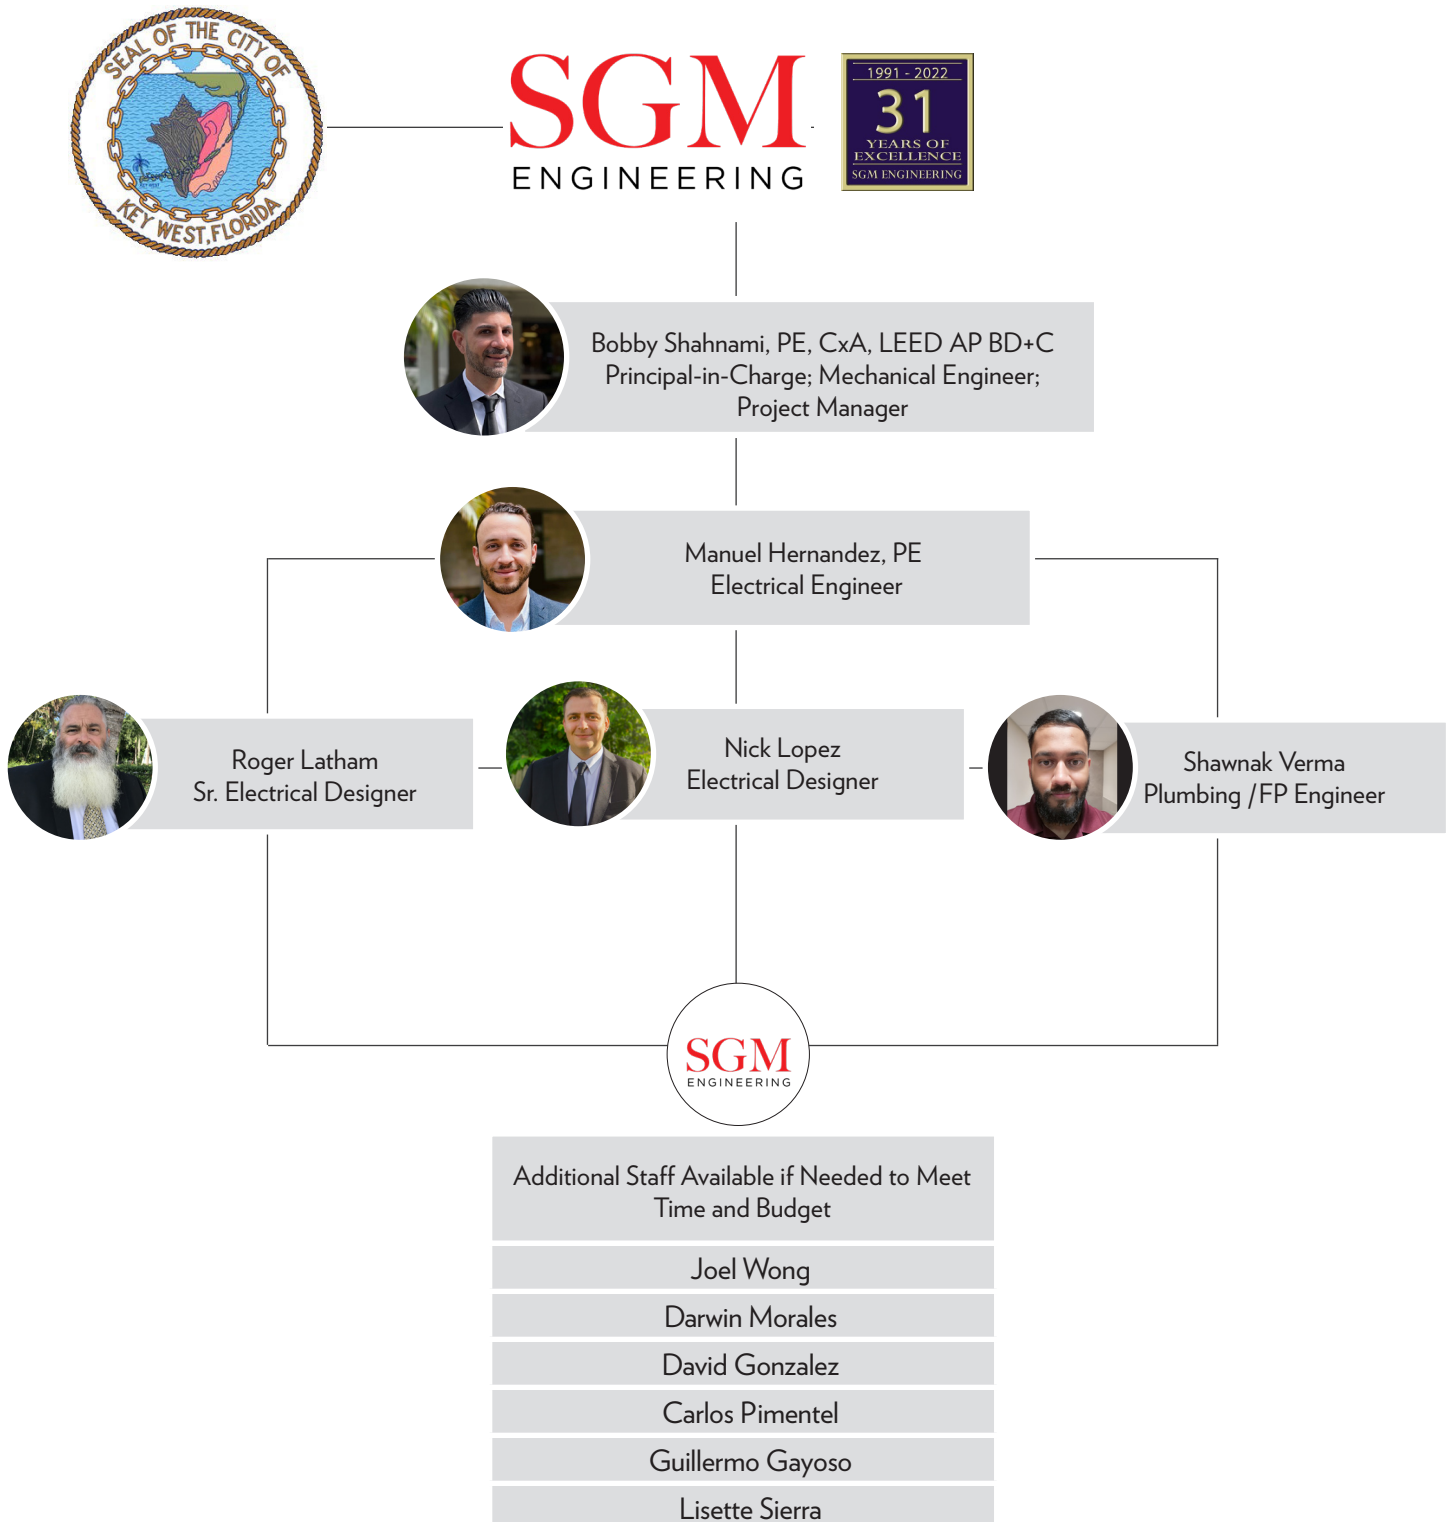 SEAL OF THE CITY OF
KEY WEST, FLORIDA
SGM
ENGINEERING
1991 - 2022
31
YEARS OF
EXCELLENCE
SGM ENGINEERING
Bobby Shahnami, PE, CxA, LEED AP BD+C
Principal-in-Charge; Mechanical Engineer;
Project Manager
Manuel Hernandez, PE
Electrical Engineer
Roger Latham
Sr. Electrical Designer
Nick Lopez
Electrical Designer
Shawnak Verma
Plumbing /FP Engineer
SGM
ENGINEERING
Additional Staff Available if Needed to Meet
Time and Budget
Joel Wong
Darwin Morales
David Gonzalez
Carlos Pimentel
Guillermo Gayoso
Lisette Sierra